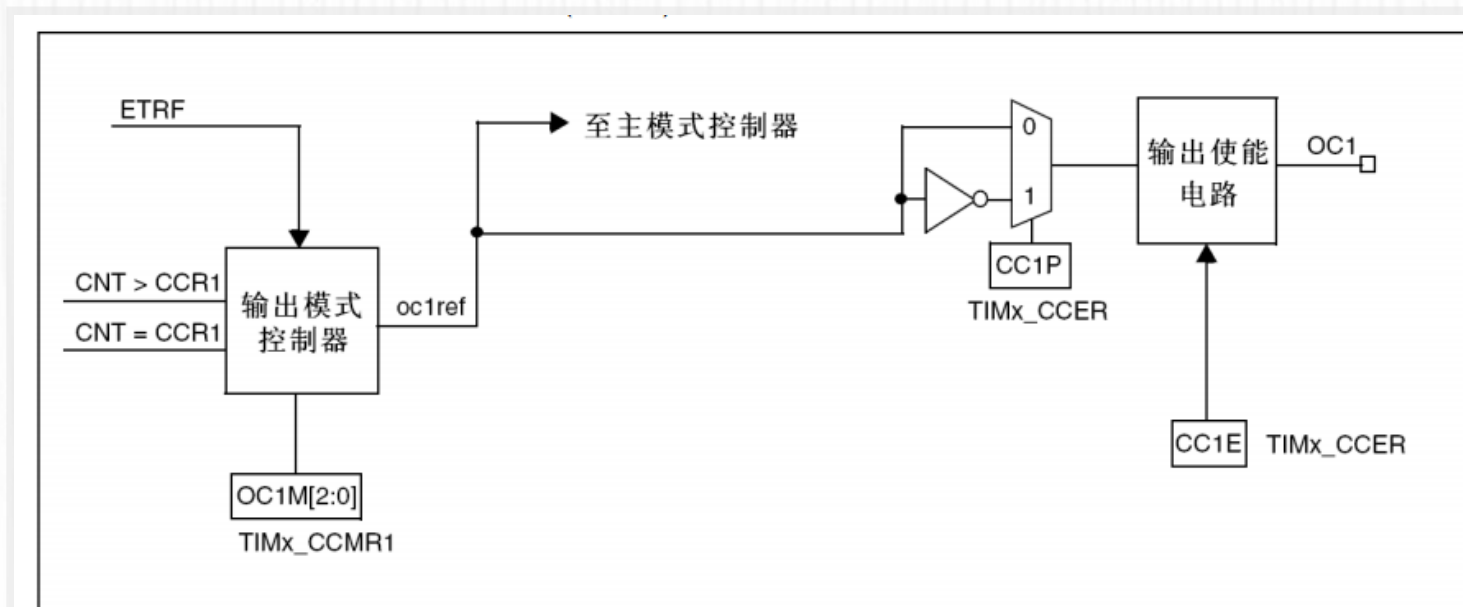 ETRF
至主模式控制器
0
1
输出使能
电路
OC1
CNT > CCR1
CNT = CCR1
输出模式
控制器
oc1ref
CC1P
TIMx_CCER
CC1E
TIMx_CCER
OC1M[2:0]
TIMx_CCMR1